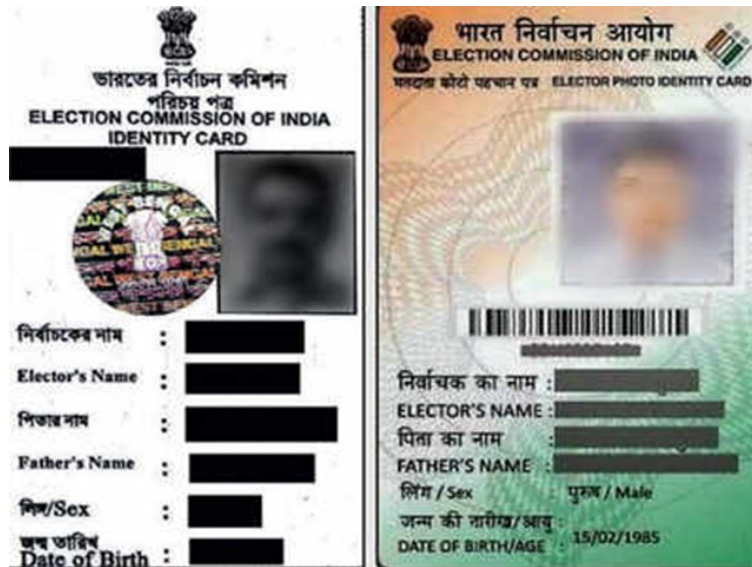 ভারতের নির্বাচন কমিশন
পরিচয় পত্র
ELECTION COMMISSION OF INDIA
IDENTITY CARD
WEST BENGAL
নির্বাচকের নাম :
Elector's Name :
পিতার নাম :
Father's Name :
লিঙ্গ/Sex :
জন্ম তারিখ
Date of Birth :
भारत निर्वाचन आयोग
ELECTION COMMISSION OF INDIA
मतदाता फोटो पहचान पत्र ELECTOR PHOTO IDENTITY CARD
निर्वाचक का नाम :
ELECTOR'S NAME :
पिता का नाम :
FATHER'S NAME :
लिंग / Sex : पुरुष / Male
जन्म की तारीख/आयु :
DATE OF BIRTH/AGE : 15/02/1985